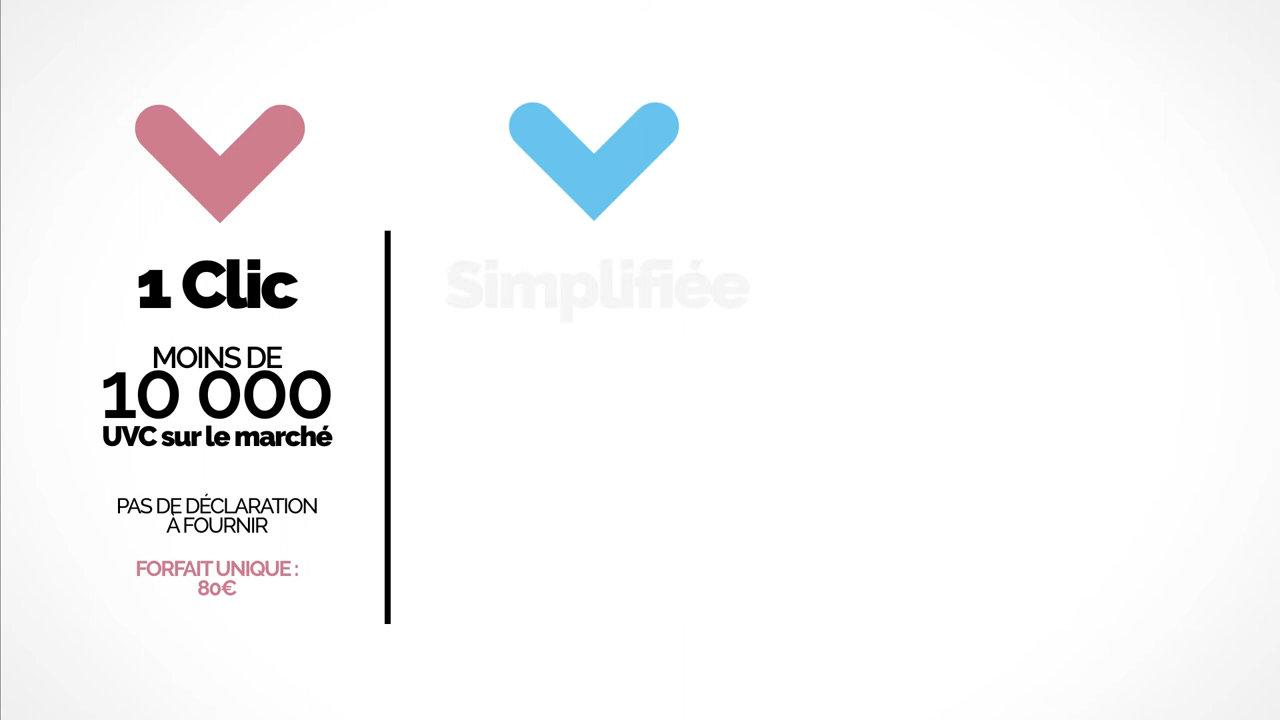 1 Clic
MOINS DE
10 000
UVC sur le marché
PAS DE DÉCLARATION
À FOURNIR
FORFAIT UNIQUE :
80€
Simplifiée